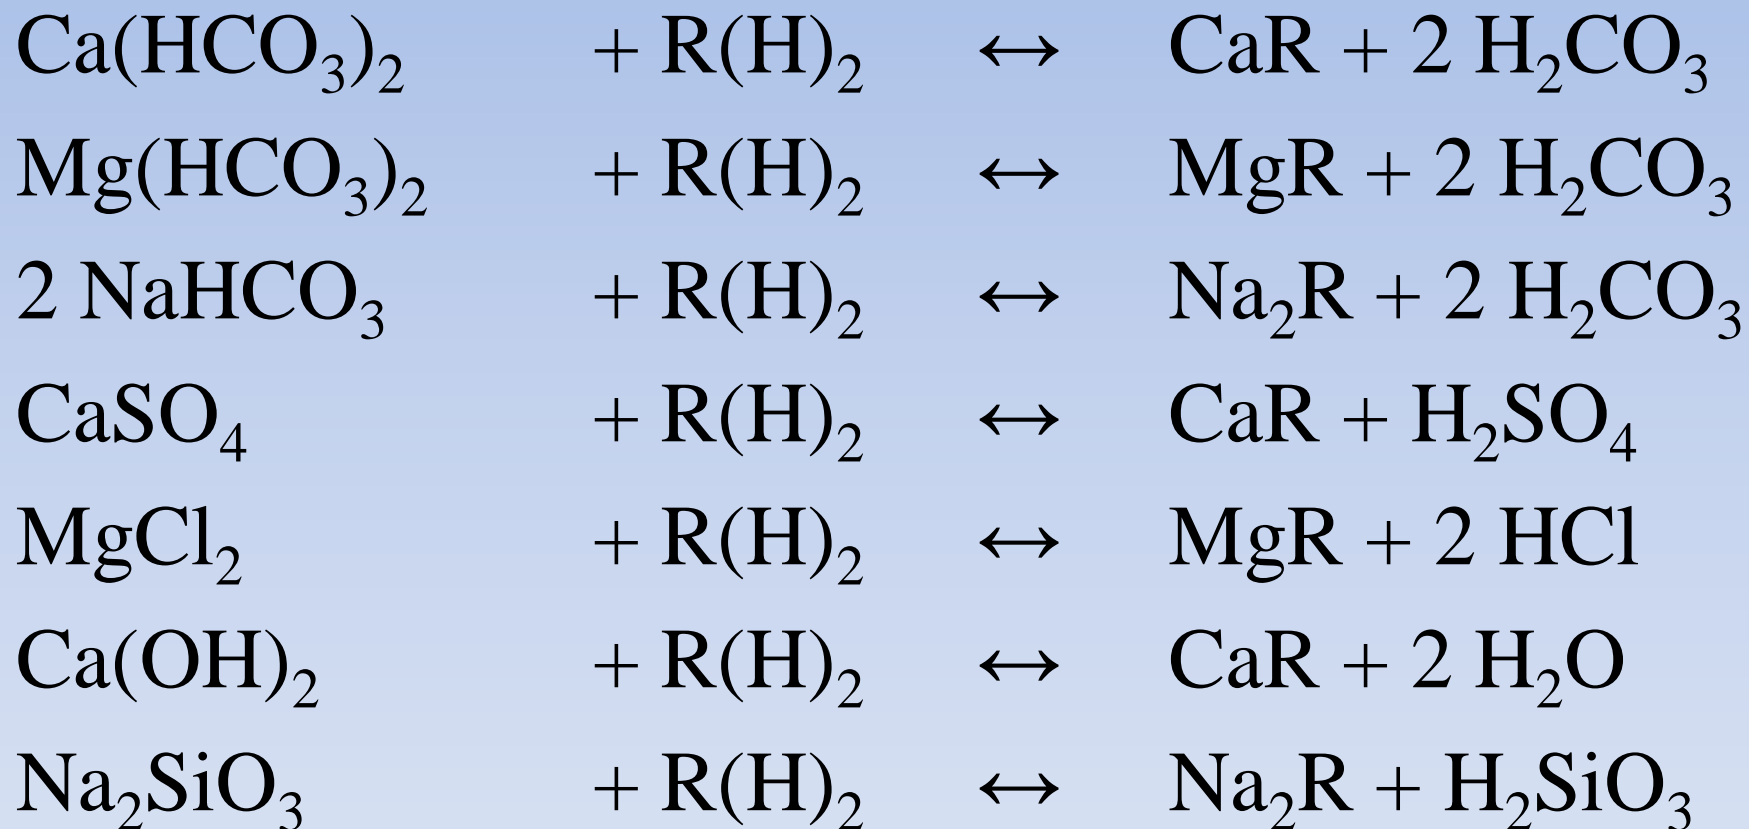 Ca(HCO₃)₂ + R(H)₂ ↔ CaR + 2 H₂CO₃
Mg(HCO₃)₂ + R(H)₂ ↔ MgR + 2 H₂CO₃
2 NaHCO₃ + R(H)₂ ↔ Na₂R + 2 H₂CO₃
CaSO₄ + R(H)₂ ↔ CaR + H₂SO₄
MgCl₂ + R(H)₂ ↔ MgR + 2 HCl
Ca(OH)₂ + R(H)₂ ↔ CaR + 2 H₂O
Na₂SiO₃ + R(H)₂ ↔ Na₂R + H₂SiO₃